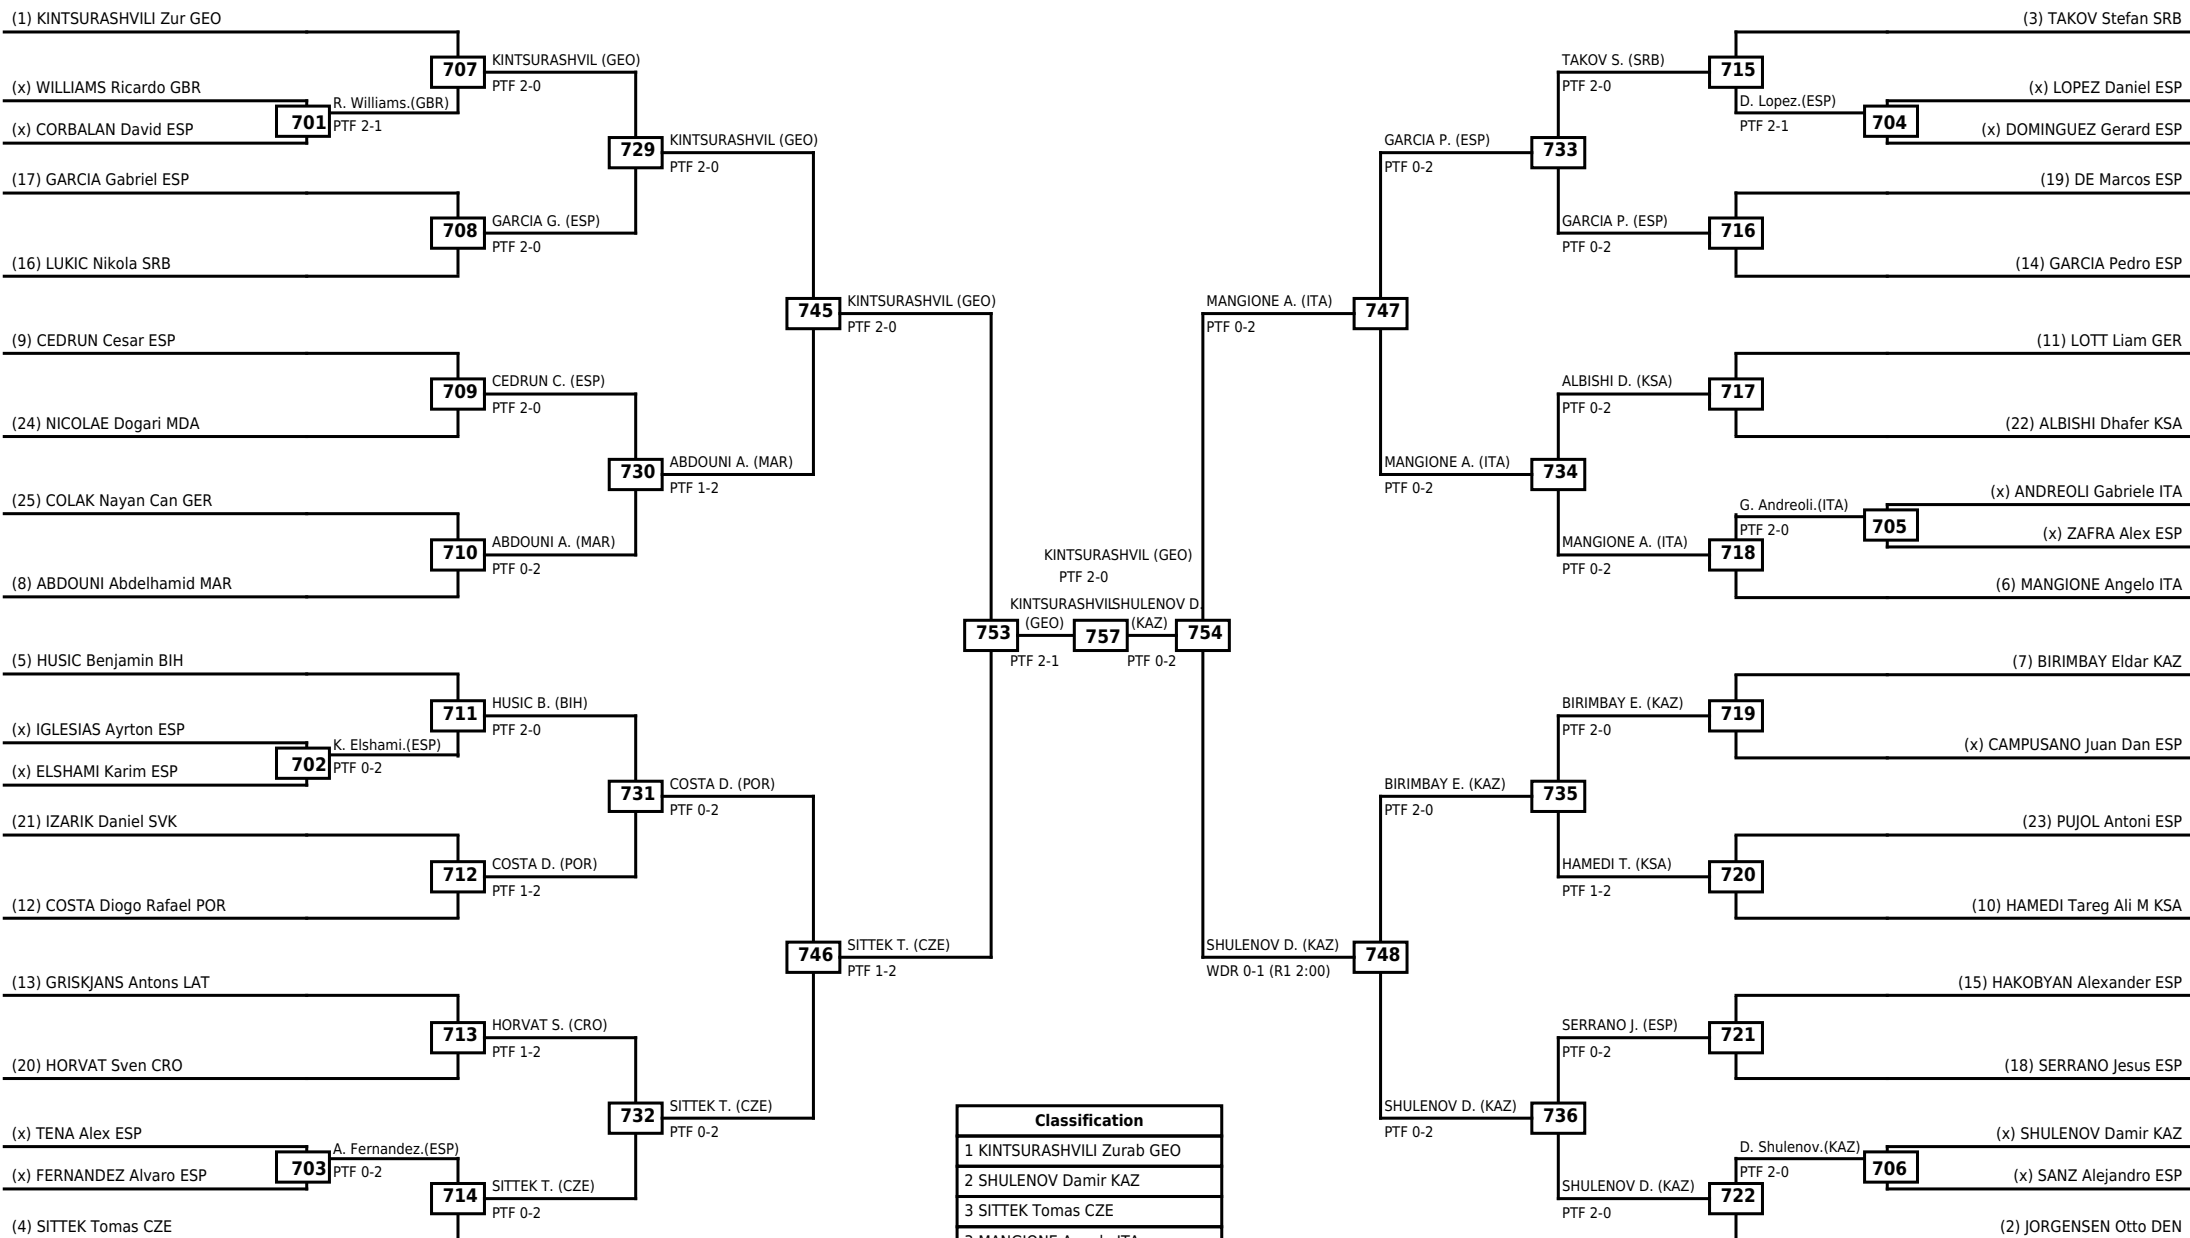 (1) KINTSURASHVILI Zur GEO
707
KINTSURASHVIL (GEO)
PTF 2-0
(x) WILLIAMS Ricardo GBR
R. Williams.(GBR)
701
PTF 2-1
(x) CORBALAN David ESP
729
KINTSURASHVIL (GEO)
PTF 2-0
(17) GARCIA Gabriel ESP
708
GARCIA G. (ESP)
PTF 2-0
(16) LUKIC Nikola SRB
745
KINTSURASHVIL (GEO)
PTF 2-0
(9) CEDRUN Cesar ESP
709
CEDRUN C. (ESP)
PTF 2-0
(24) NICOLAE Dogari MDA
730
ABDOUNI A. (MAR)
PTF 1-2
(25) COLAK Nayan Can GER
710
ABDOUNI A. (MAR)
PTF 0-2
(8) ABDOUNI Abdelhamid MAR
(5) HUSIC Benjamin BIH
711
HUSIC B. (BIH)
PTF 2-0
(x) IGLESIAS Ayrton ESP
K. Elshami.(ESP)
702
PTF 0-2
(x) ELSHAMI Karim ESP
731
COSTA D. (POR)
PTF 0-2
(21) IZARIK Daniel SVK
712
COSTA D. (POR)
PTF 1-2
(12) COSTA Diogo Rafael POR
746
SITTEK T. (CZE)
PTF 1-2
(13) GRISKJANS Antons LAT
713
HORVAT S. (CRO)
PTF 1-2
(20) HORVAT Sven CRO
732
SITTEK T. (CZE)
PTF 0-2
(x) TENA Alex ESP
A. Fernandez.(ESP)
703
PTF 0-2
(x) FERNANDEZ Alvaro ESP
714
SITTEK T. (CZE)
PTF 0-2
(4) SITTEK Tomas CZE
KINTSURASHVIL (GEO)
PTF 2-0
KINTSURASHVIL
(GEO)
753
PTF 2-1
757
SHULENOV D.
(KAZ)
754
PTF 0-2
Classification
1 KINTSURASHVILI Zurab GEO
2 SHULENOV Damir KAZ
3 SITTEK Tomas CZE
3 MANGIONE Angelo ITA
(3) TAKOV Stefan SRB
TAKOV S. (SRB)
715
PTF 2-0
(x) LOPEZ Daniel ESP
D. Lopez.(ESP)
704
PTF 2-1
(x) DOMINGUEZ Gerard ESP
GARCIA P. (ESP)
733
PTF 0-2
(19) DE Marcos ESP
GARCIA P. (ESP)
716
PTF 0-2
(14) GARCIA Pedro ESP
MANGIONE A. (ITA)
747
PTF 0-2
(11) LOTT Liam GER
ALBISHI D. (KSA)
717
PTF 0-2
(22) ALBISHI Dhafer KSA
MANGIONE A. (ITA)
734
PTF 0-2
(x) ANDREOLI Gabriele ITA
G. Andreoli.(ITA)
705
PTF 2-0
(x) ZAFRA Alex ESP
MANGIONE A. (ITA)
718
PTF 0-2
(6) MANGIONE Angelo ITA
(7) BIRIMBAY Eldar KAZ
BIRIMBAY E. (KAZ)
719
PTF 2-0
(x) CAMPUSANO Juan Dan ESP
BIRIMBAY E. (KAZ)
735
PTF 2-0
(23) PUJOL Antoni ESP
HAMEDI T. (KSA)
720
PTF 1-2
(10) HAMEDI Tareg Ali M KSA
SHULENOV D. (KAZ)
748
WDR 0-1 (R1 2:00)
(15) HAKOBYAN Alexander ESP
SERRANO J. (ESP)
721
PTF 0-2
(18) SERRANO Jesus ESP
SHULENOV D. (KAZ)
736
PTF 0-2
(x) SHULENOV Damir KAZ
D. Shulenov.(KAZ)
706
PTF 2-0
(x) SANZ Alejandro ESP
SHULENOV D. (KAZ)
722
PTF 2-0
(2) JORGENSEN Otto DEN